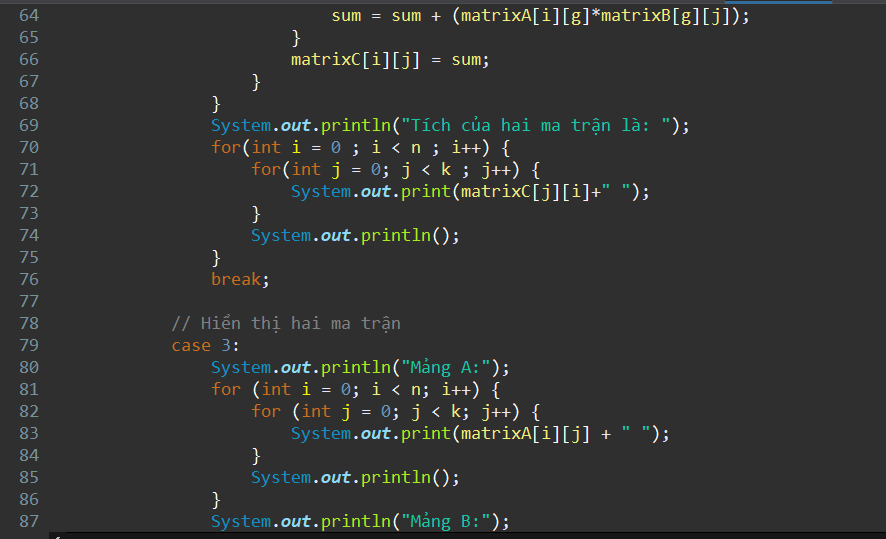 64 sum = sum + (matrixA[i][g]*matrixB[g][j]);
65 }
66 matrixC[i][j] = sum;
67 }
68 }
69 System.out.println("Tích của hai ma trận là: ");
70 for(int i = 0 ; i < n ; i++) {
71 for(int j = 0; j < k ; j++) {
72 System.out.print(matrixC[j][i]+" ");
73 }
74 System.out.println();
75 }
76 break;
77
78 // Hiển thị hai ma trận
79 case 3:
80 System.out.println("Mảng A:");
81 for (int i = 0; i < n; i++) {
82 for (int j = 0; j < k; j++) {
83 System.out.print(matrixA[i][j] + " ");
84 }
85 System.out.println();
86 }
87 System.out.println("Mảng B:");